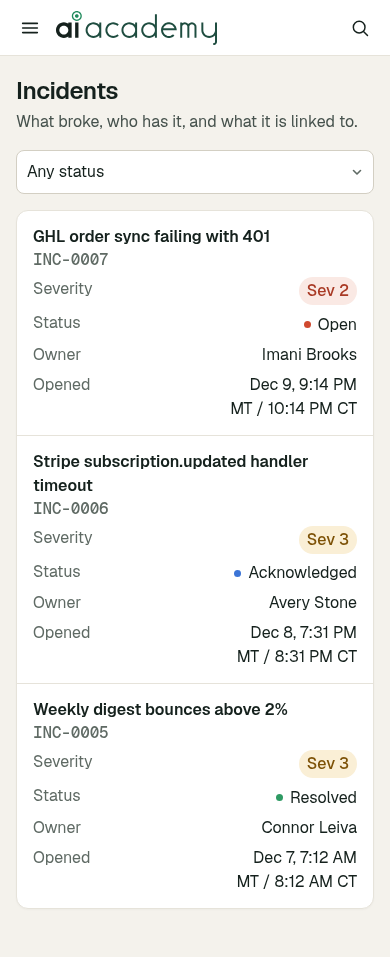 ai academy
Incidents
What broke, who has it, and what it is linked to.
Any status
GHL order sync failing with 401
INC-0007
Severity Sev 2
Status Open
Owner Imani Brooks
Opened Dec 9, 9:14 PM
MT / 10:14 PM CT
Stripe subscription.updated handler
timeout
INC-0006
Severity Sev 3
Status Acknowledged
Owner Avery Stone
Opened Dec 8, 7:31 PM
MT / 8:31 PM CT
Weekly digest bounces above 2%
INC-0005
Severity Sev 3
Status Resolved
Owner Connor Leiva
Opened Dec 7, 7:12 AM
MT / 8:12 AM CT